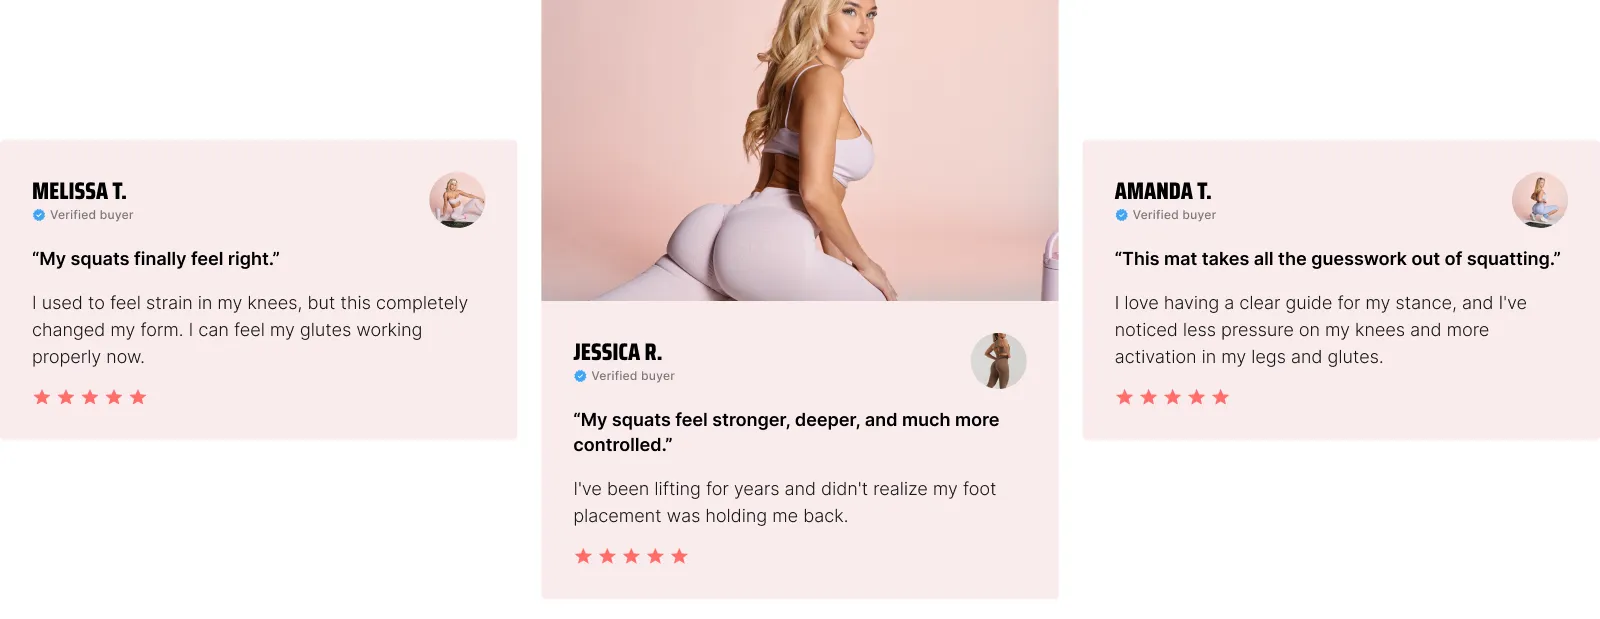 MELISSA T.
Verified buyer
“My squats finally feel right.”
I used to feel strain in my knees, but this completely
changed my form. I can feel my glutes working
properly now.
JESSICA R.
Verified buyer
“My squats feel stronger, deeper, and much more
controlled.”
I've been lifting for years and didn't realize my foot
placement was holding me back.
AMANDA T.
Verified buyer
“This mat takes all the guesswork out of squatting.”
I love having a clear guide for my stance, and I've
noticed less pressure on my knees and more
activation in my legs and glutes.